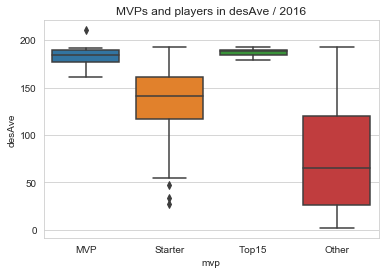 MVPs and players in desAve / 2016
desAve
200
150
100
50
0
MVP Starter Top15 Other
mvp